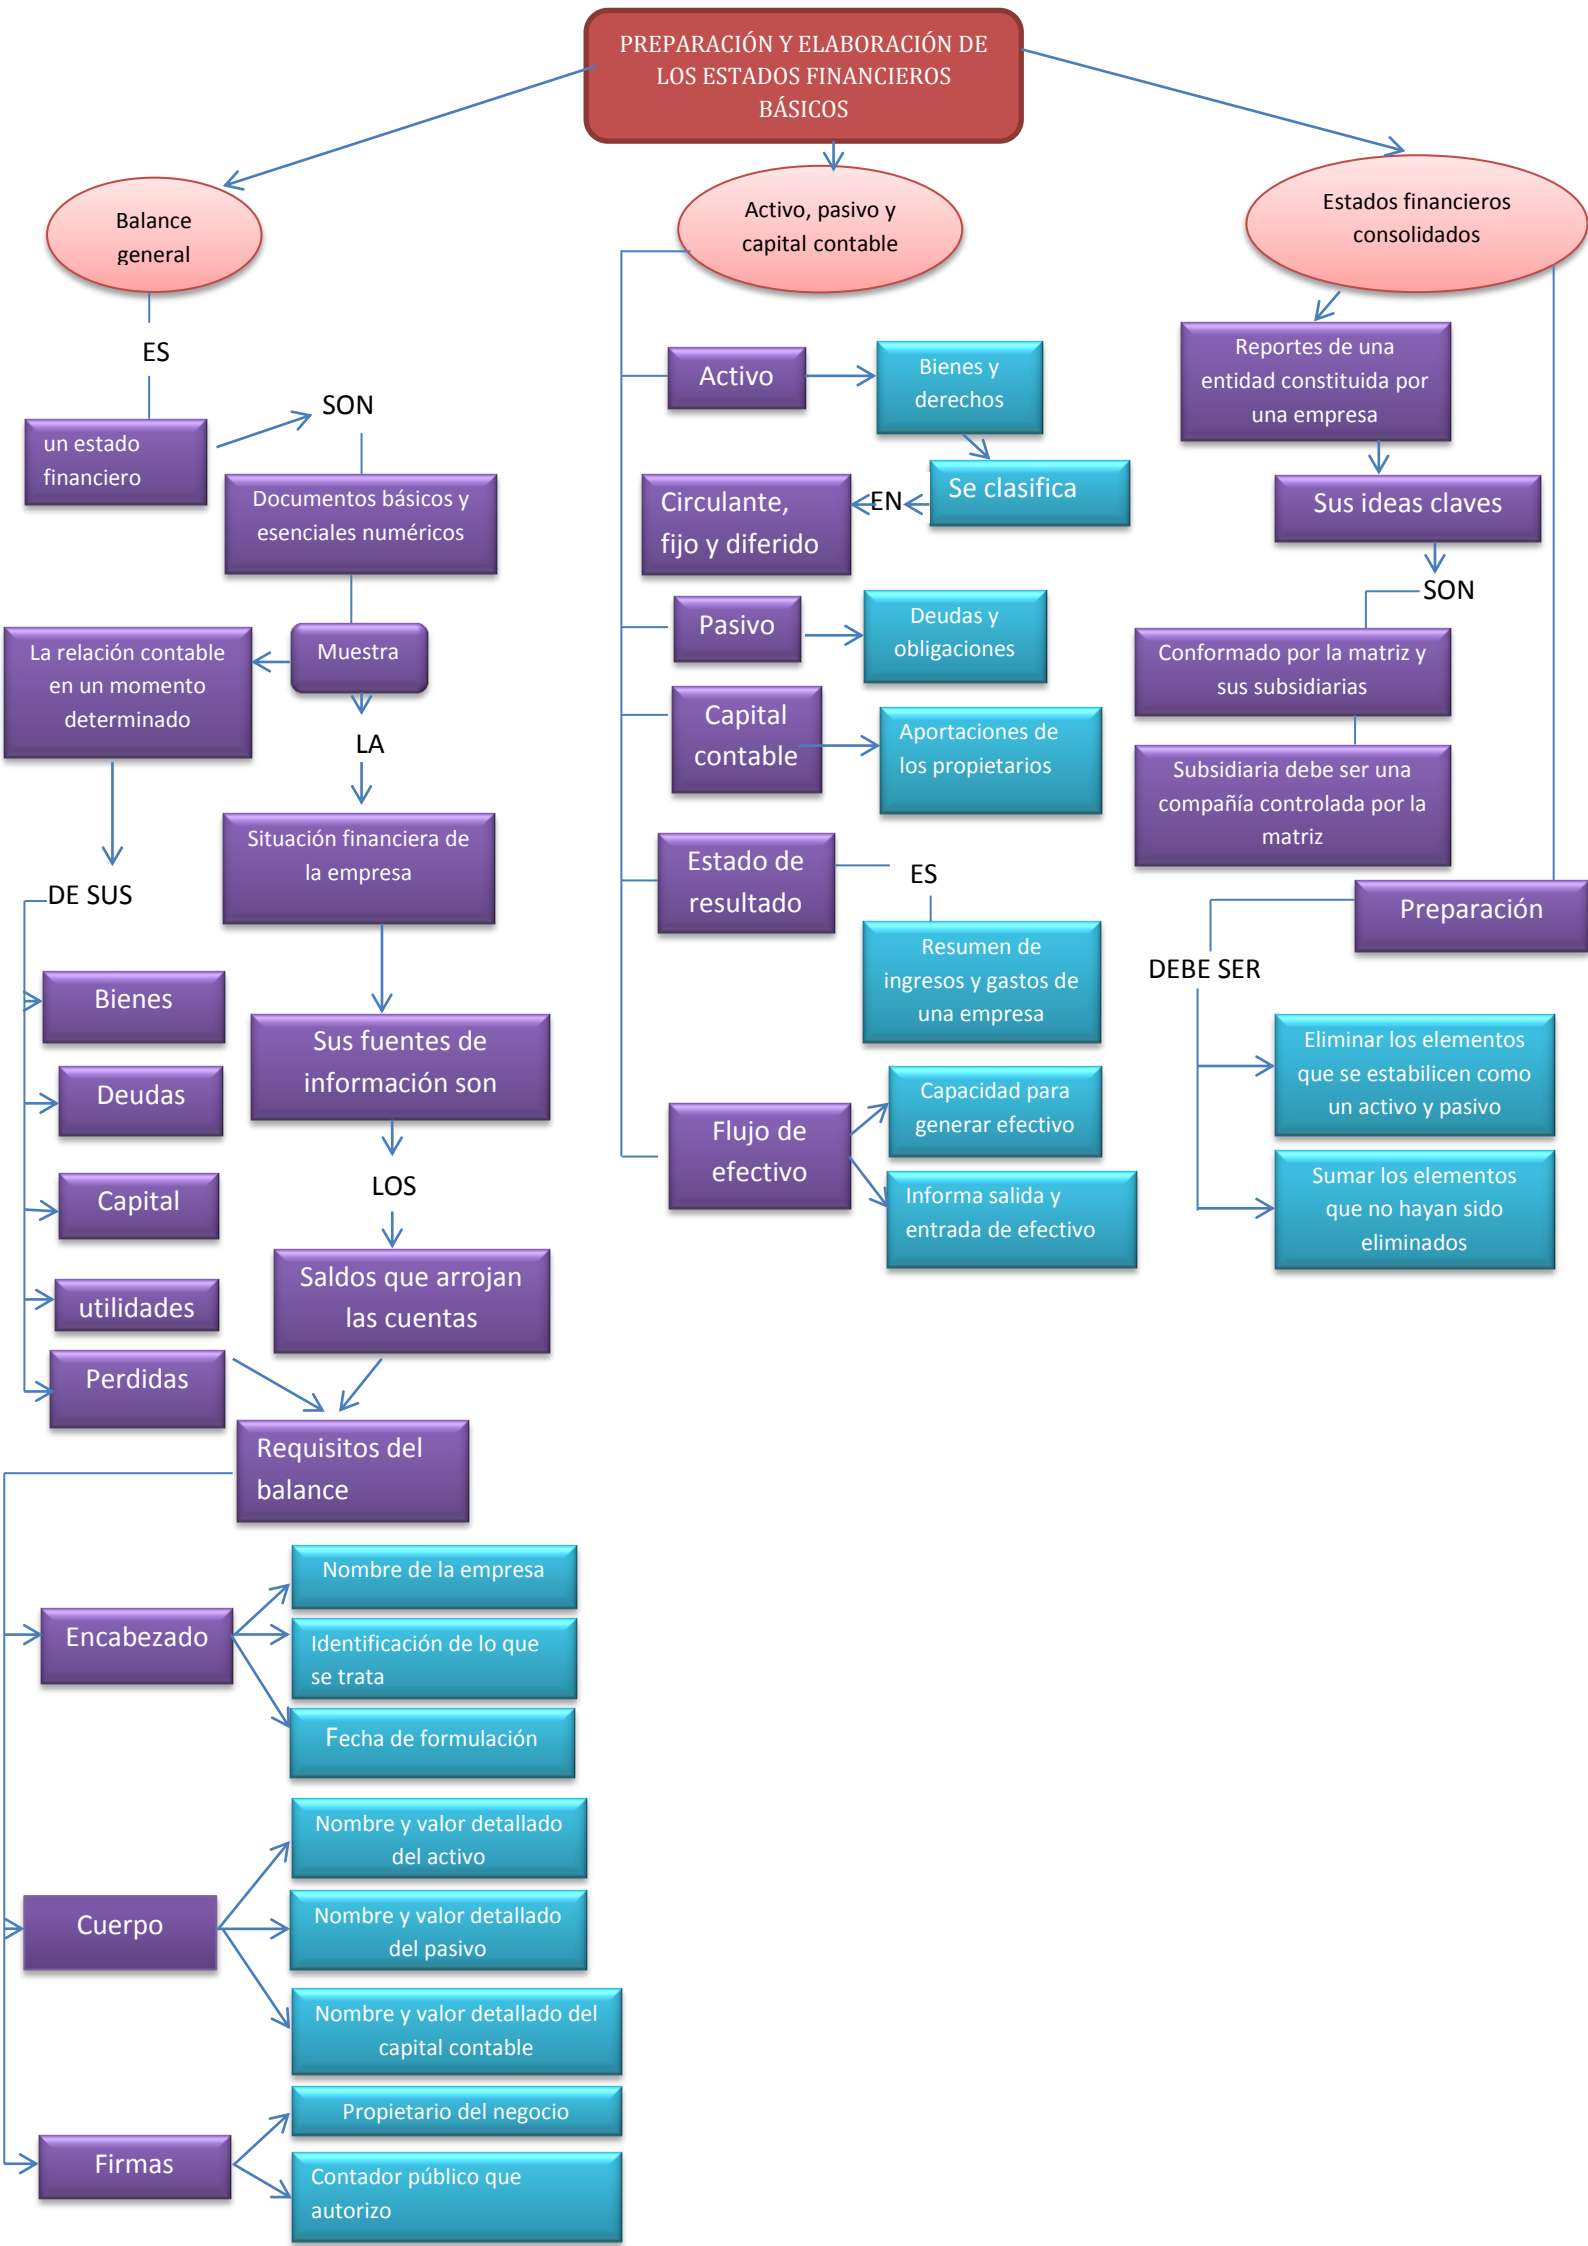 PREPARACIÓN Y ELABORACIÓN DE
LOS ESTADOS FINANCIEROS
BÁSICOS
Balance
general
ES
un estado
financiero
SON
Documentos básicos y
esenciales numéricos
Muestra
La relación contable
en un momento
determinado
LA
Situación financiera de
la empresa
DE SUS
Bienes
Deudas
Capital
utilidades
Perdidas
Sus fuentes de
información son
LOS
Saldos que arrojan
las cuentas
Requisitos del
balance
Encabezado
Nombre de la empresa
Identificación de lo que
se trata
Fecha de formulación
Cuerpo
Nombre y valor detallado
del activo
Nombre y valor detallado
del pasivo
Nombre y valor detallado del
capital contable
Firmas
Propietario del negocio
Contador público que
autorizo
Activo, pasivo y
capital contable
Activo
Bienes y
derechos
Se clasifica
EN
Circulante,
fijo y diferido
Pasivo
Deudas y
obligaciones
Capital
contable
Aportaciones de
los propietarios
Estado de
resultado
ES
Resumen de
ingresos y gastos de
una empresa
Flujo de
efectivo
Capacidad para
generar efectivo
Informa salida y
entrada de efectivo
Estados financieros
consolidados
Reportes de una
entidad constituida por
una empresa
Sus ideas claves
SON
Conformado por la matriz y
sus subsidiarias
Subsidiaria debe ser una
compañía controlada por la
matriz
Preparación
DEBE SER
Eliminar los elementos
que se estabilicen como
un activo y pasivo
Sumar los elementos
que no hayan sido
eliminados